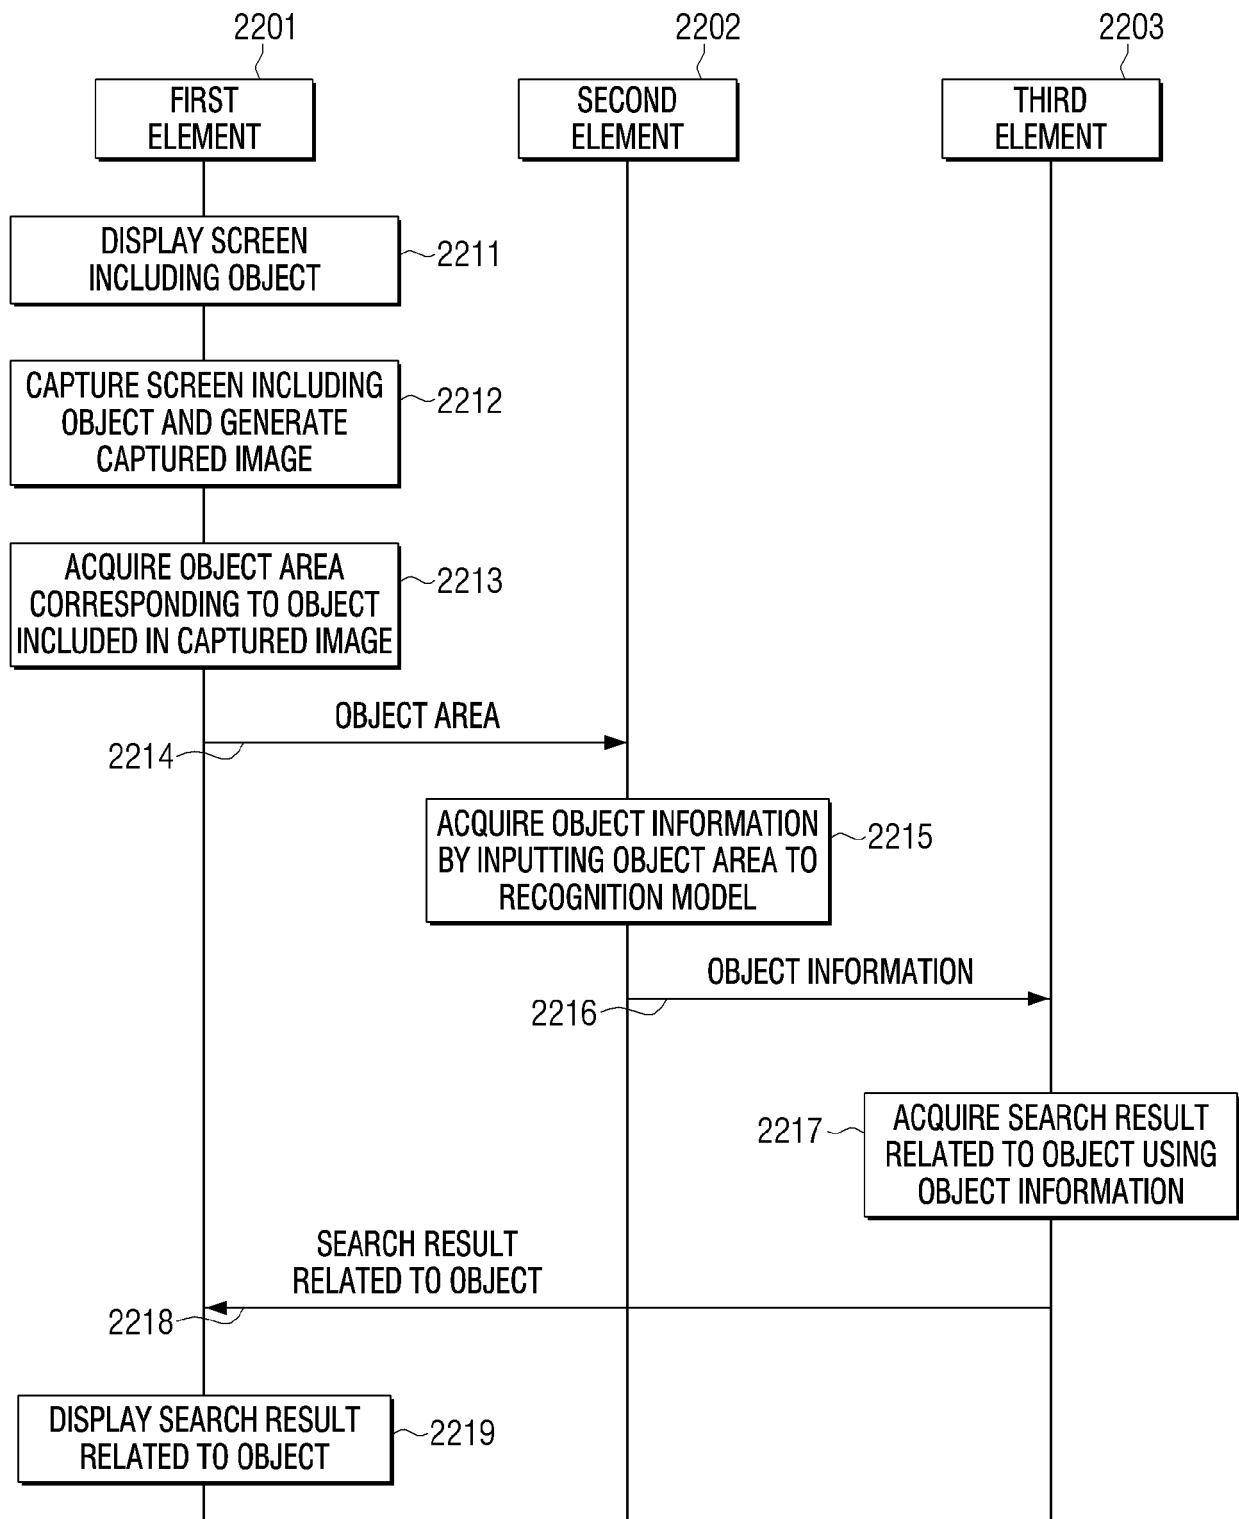 2201
2202
2203
FIRST
ELEMENT
SECOND
ELEMENT
THIRD
ELEMENT
DISPLAY SCREEN
INCLUDING OBJECT
2211
CAPTURE SCREEN INCLUDING
OBJECT AND GENERATE
CAPTURED IMAGE
2212
ACQUIRE OBJECT AREA
CORRESPONDING TO OBJECT
INCLUDED IN CAPTURED IMAGE
2213
OBJECT AREA
2214
ACQUIRE OBJECT INFORMATION
BY INPUTTING OBJECT AREA TO
RECOGNITION MODEL
2215
OBJECT INFORMATION
2216
2217
ACQUIRE SEARCH RESULT
RELATED TO OBJECT USING
OBJECT INFORMATION
SEARCH RESULT
RELATED TO OBJECT
2218
DISPLAY SEARCH RESULT
RELATED TO OBJECT
2219